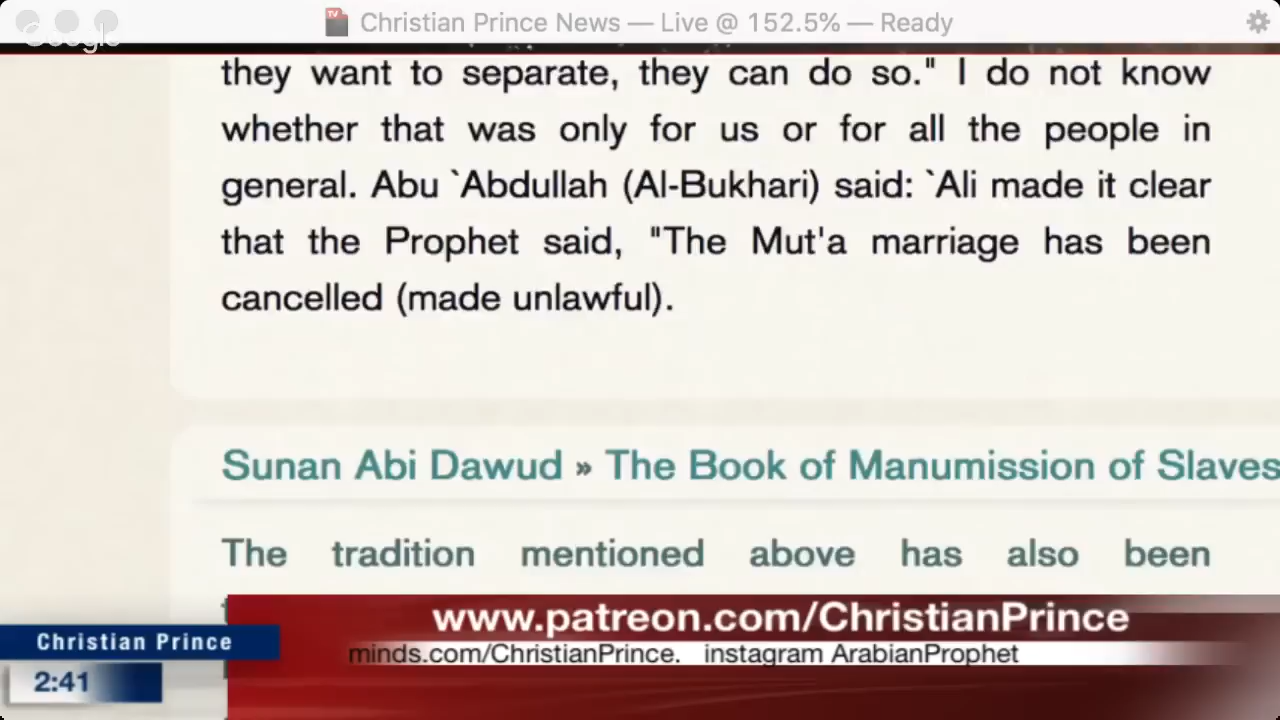 TV Christian Prince News — Live @ 152.5% — Ready
Google
they want to separate, they can do so." I do not know
whether that was only for us or for all the people in
general. Abu `Abdullah (Al-Bukhari) said: `Ali made it clear
that the Prophet said, "The Mut'a marriage has been
cancelled (made unlawful).
Sunan Abi Dawud » The Book of Manumission of Slaves
The tradition mentioned above has also been
www.patreon.com/ChristianPrince
Christian Prince
minds.com/ChristianPrince. instagram ArabianProphet
2:41